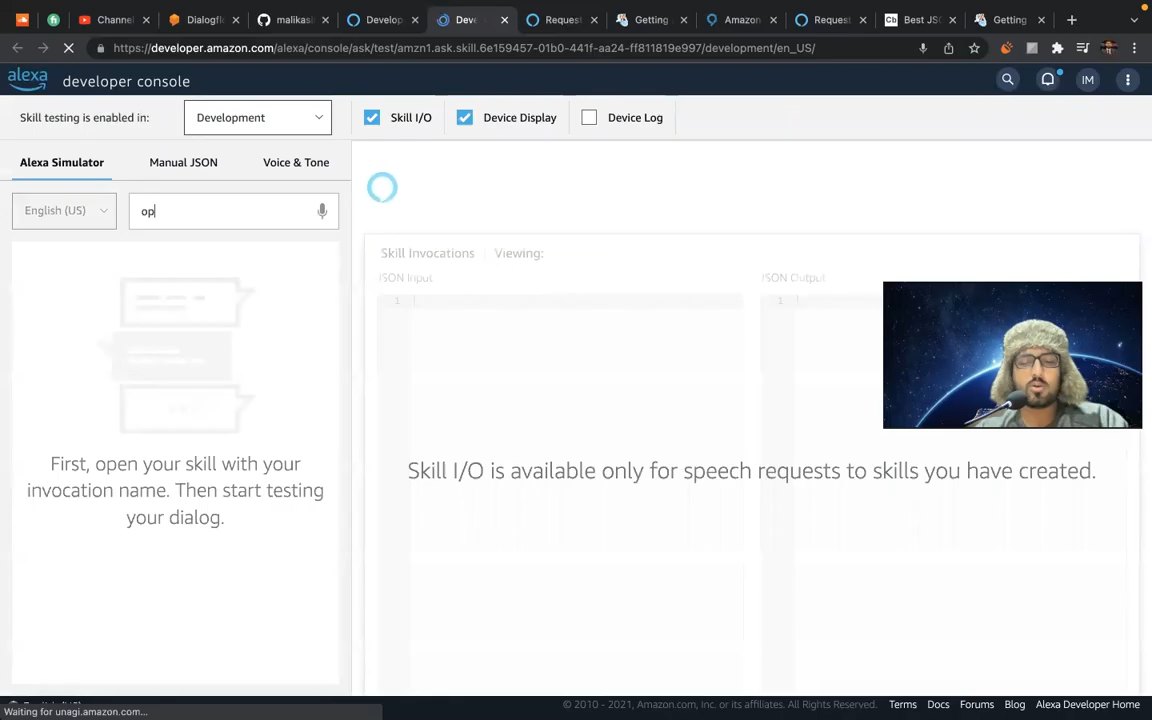 Channel
Dialogfl
malikasi
Develop
Deve
Request
Getting
Amazon
Request
Best JSO
Getting
https://developer.amazon.com/alexa/console/ask/test/amzn1.ask.skill.6e159457-01b0-441f-aa24-ff811819e997/development/en_US/
alexa developer console
IM
Skill testing is enabled in: Development
Skill I/O
Device Display
Device Log
Alexa Simulator
Manual JSON
Voice & Tone
English (US)
op
Skill Invocations
Viewing:
JSON Input
JSON Output
1
1
First, open your skill with your
invocation name. Then start testing
your dialog.
Skill I/O is available only for speech requests to skills you have created.
Waiting for unagi.amazon.com...
© 2010 - 2021, Amazon.com, Inc. or its affiliates. All Rights Reserved.
Terms
Docs
Forums
Blog
Alexa Developer Home